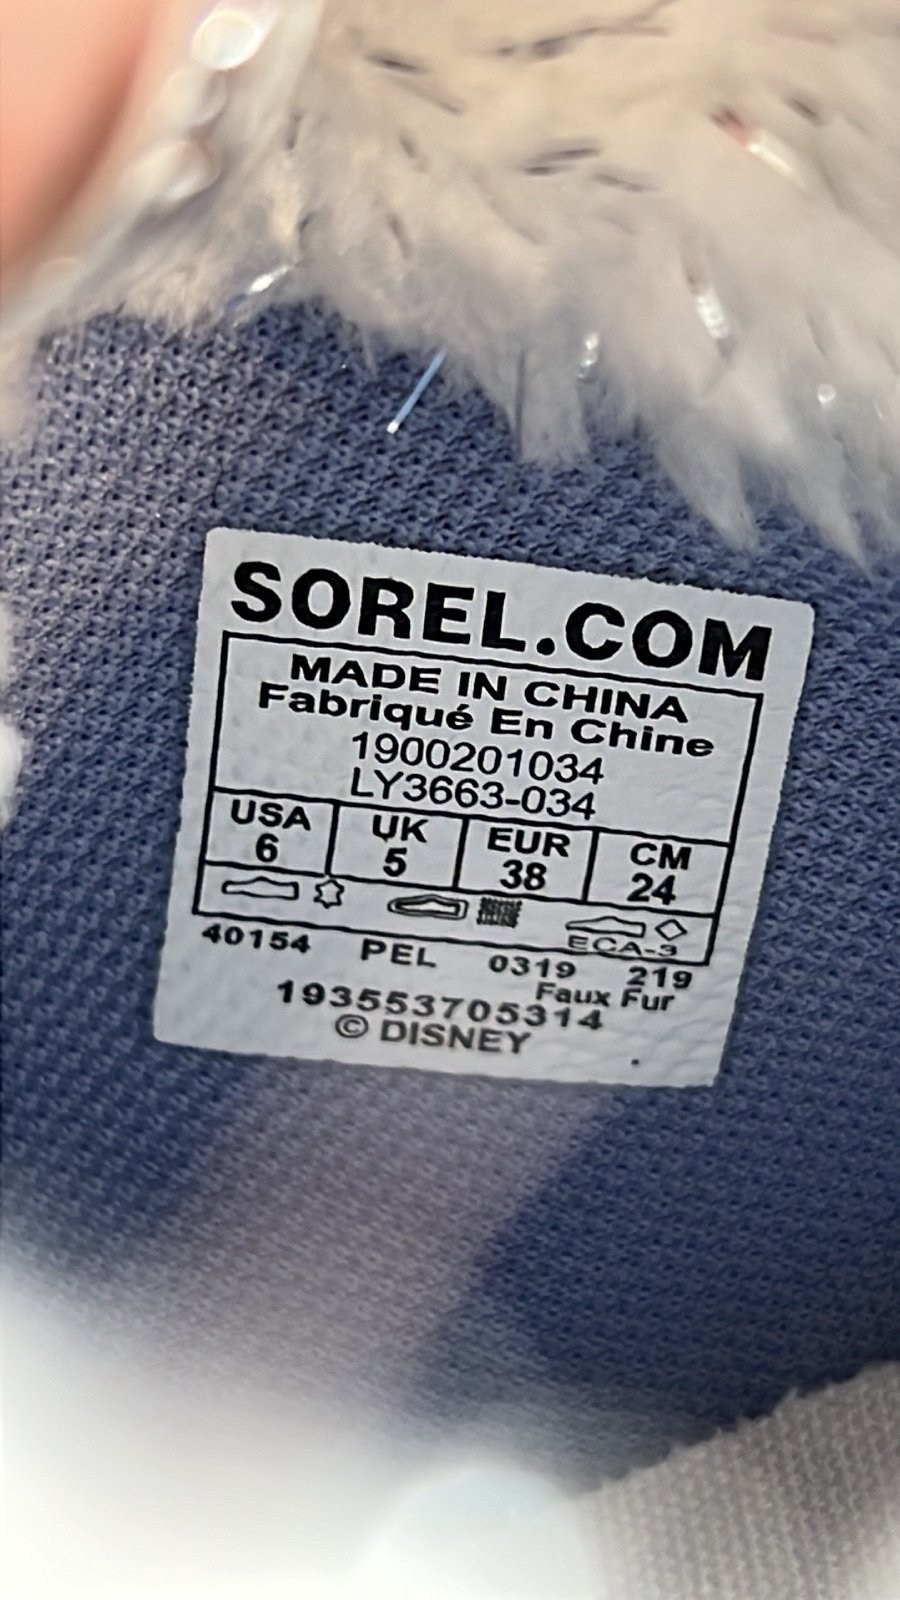 SOREL.COM
MADE IN CHINA
Fabriqué En Chine
1900201034
LY3663-034
USA UK EUR CM
6 5 38 24
ECA-3
40154 PEL 0319 219
Faux Fur
193553705314
© DISNEY